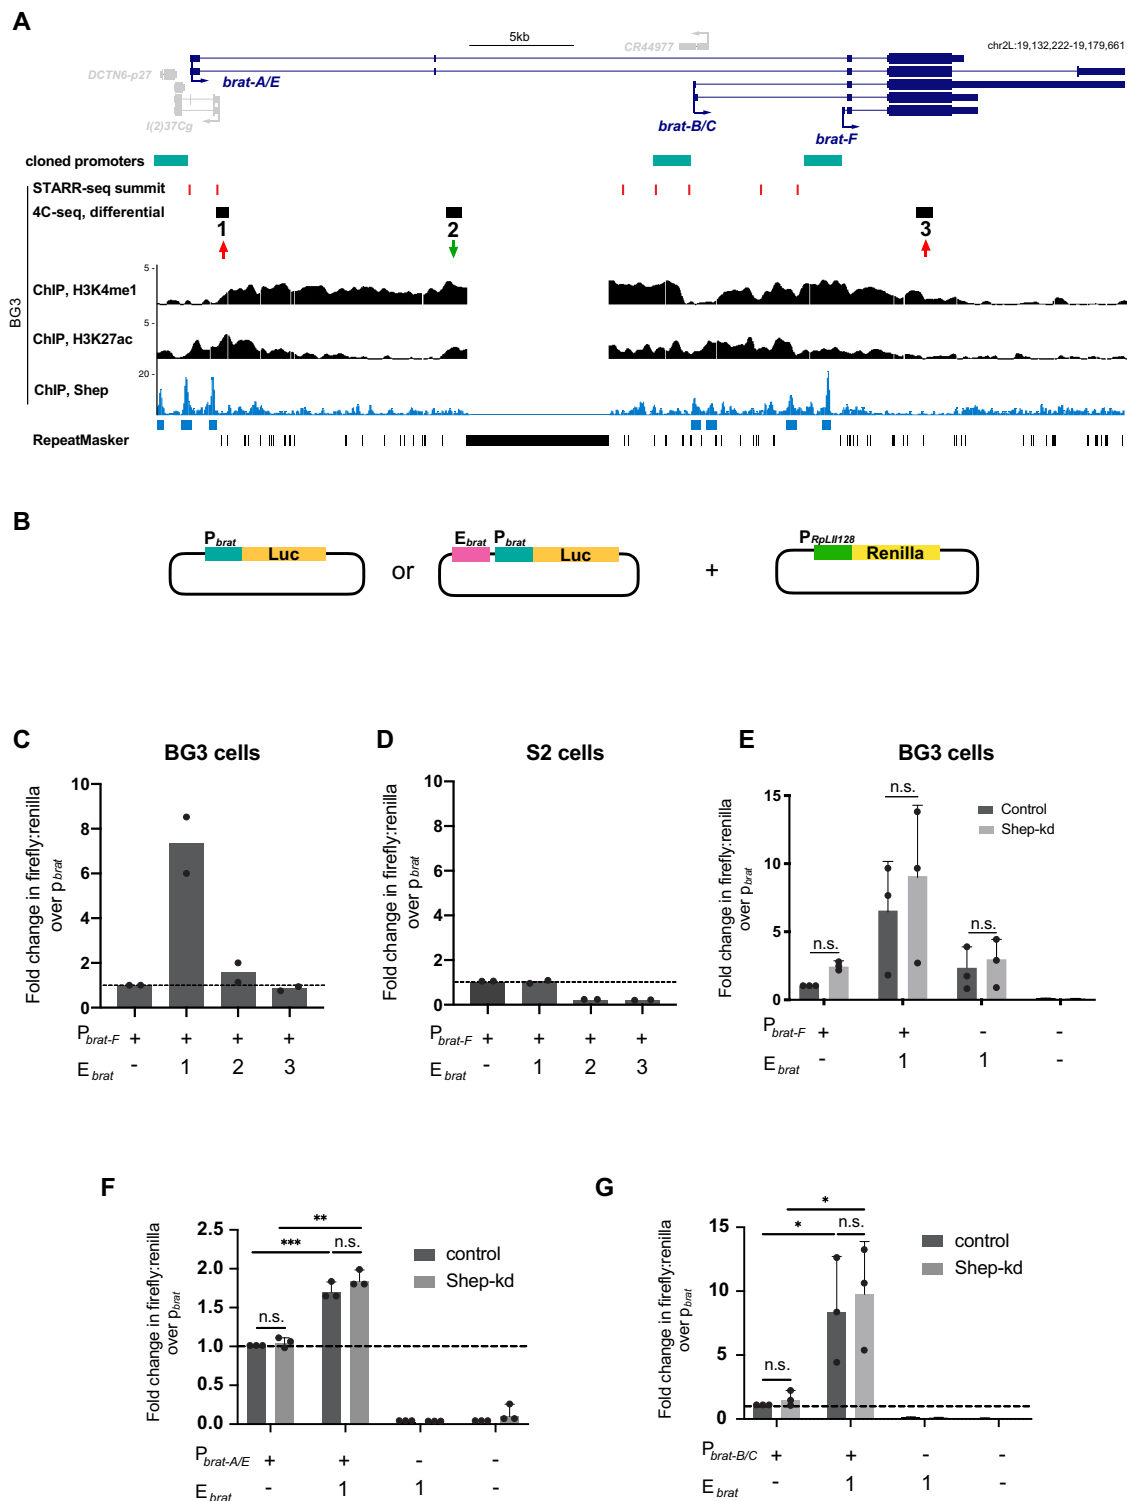 A
5kb
CR44977
chr2L:19,132,222-19,179,661
DCTN6-p27
brat-A/E
l(2)37Cg
brat-B/C
brat-F
cloned promoters
STARR-seq summit
4C-seq, differential
1
2
3
BG3
5
ChIP, H3K4me1
5
ChIP, H3K27ac
20
ChIP, Shep
RepeatMasker
B
Pbrat
Luc
or
Ebrat Pbrat
Luc
+
PRpLII128
Renilla
C
BG3 cells
Fold change in firefly:renilla
over pbrat
10
8
6
4
2
0
Pbrat-F + + + +
Ebrat - 1 2 3
D
S2 cells
Fold change in firefly:renilla
over pbrat
10
8
6
4
2
0
Pbrat-F + + + +
Ebrat - 1 2 3
E
BG3 cells
Fold change in firefly:renilla
over pbrat
15
10
5
0
n.s.
n.s.
n.s.
Control
Shep-kd
Pbrat-F + + - -
Ebrat - 1 1 -
F
Fold change in firefly:renilla
over pbrat
2.5
2.0
1.5
1.0
0.5
0.0
**
***
n.s.
n.s.
control
Shep-kd
Pbrat-A/E + + - -
Ebrat - 1 1 -
G
Fold change in firefly:renilla
over pbrat
15
10
5
0
*
*
n.s.
n.s.
control
Shep-kd
Pbrat-B/C + + - -
Ebrat - 1 1 -